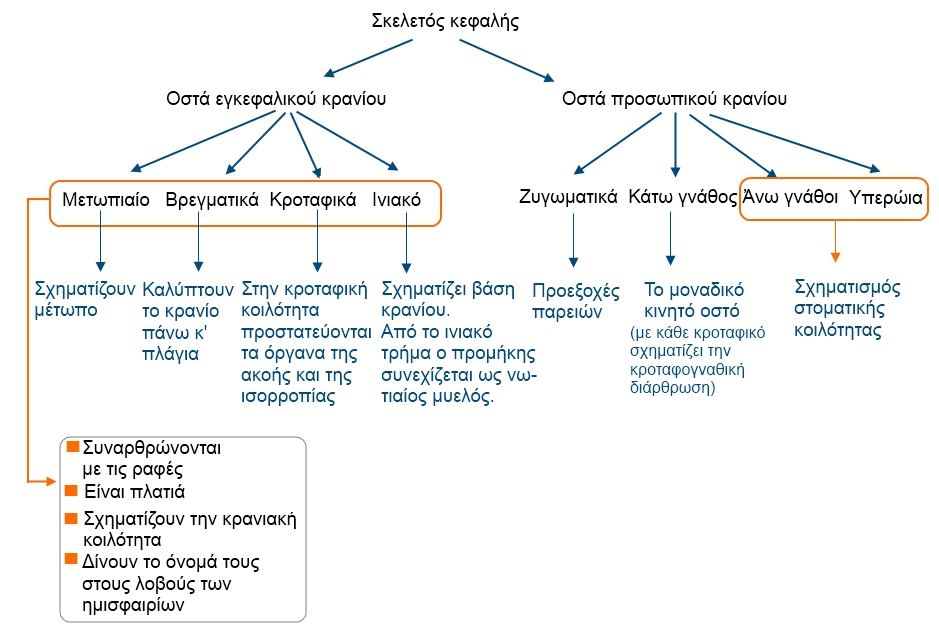 Σκελετός κεφαλής
Οστά εγκεφαλικού κρανίου
Οστά προσωπικού κρανίου
Μετωπιαίο
Βρεγματικά
Κροταφικά
Ινιακό
Ζυγωματικά
Κάτω γνάθος
Άνω γνάθοι
Υπερώια
Σχηματίζουν
μέτωπο
Καλύπτουν
το κρανίο
πάνω κ'
πλάγια
Στην κροταφική
κοιλότητα
προστατεύονται
τα όργανα της
ακοής και της
ισορροπίας
Σχηματίζει βάση
κρανίου.
Από το ινιακό
τρήμα ο προμήκης
συνεχίζεται ως νω-
τιαίος μυελός.
Προεξοχές
παρειών
Το μοναδικό
κινητό οστό
(με κάθε κροταφικό
σχηματίζει την
κροταφογναθική
διάρθρωση)
Σχηματισμός
στοματικής
κοιλότητας
Συναρθρώνονται
με τις ραφές
Είναι πλατιά
Σχηματίζουν την κρανιακή
κοιλότητα
Δίνουν το όνομά τους
στους λοβούς των
ημισφαιρίων